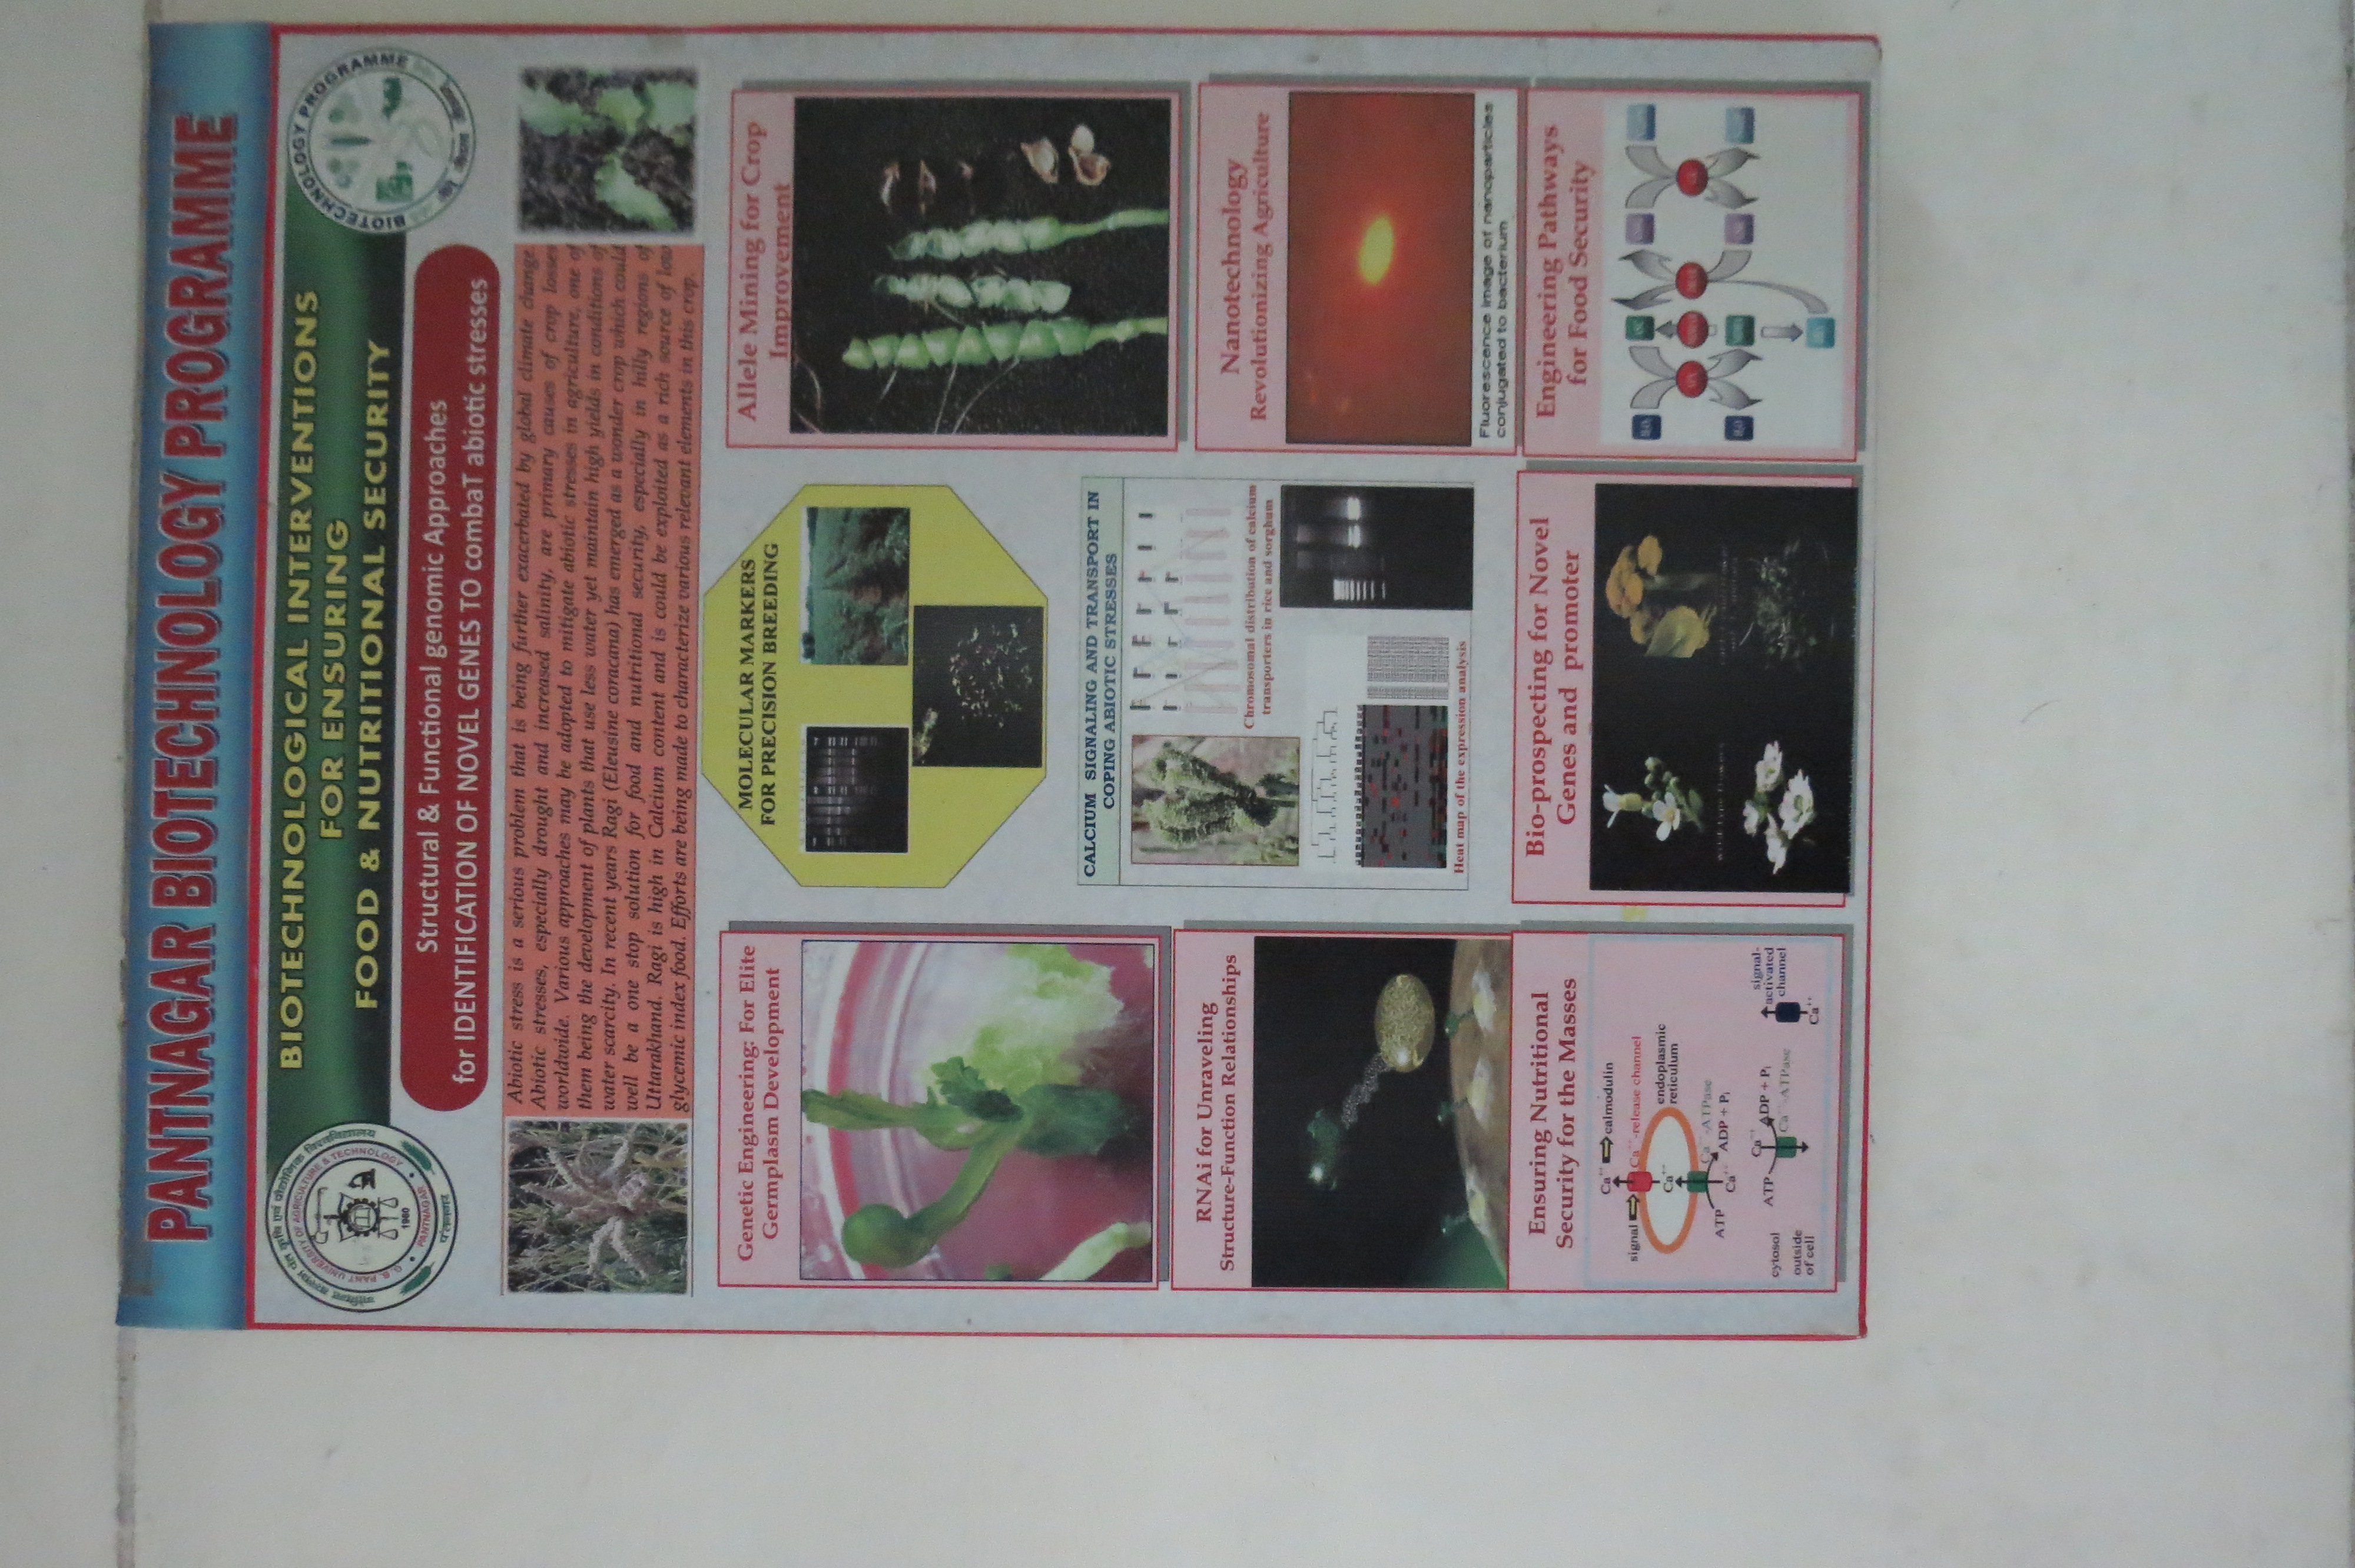 PANTNAGAR BIOTECHNOLOGY PROGRAMME
BIOTECHNOLOGICAL INTERVENTIONS
FOR ENSURING
FOOD & NUTRITIONAL SECURITY
G. B. PANT UNIVERSITY OF AGRICULTURE & TECHNOLOGY
1960
PANTNAGAR
पंतनगर
BIOTECHNOLOGY PROGRAMME
Structural & Functional genomic Approaches
for IDENTIFICATION OF NOVEL GENES TO combaT abiotic stresses
Abiotic stress is a serious problem that is being further exacerbated by global climate change.
Abiotic stresses, especially drought and increased salinity, are primary causes of crop losses
worldwide. Various approaches may be adopted to mitigate abiotic stresses in agriculture, one of
them being the development of plants that use less water yet maintain high yields in conditions of
water scarcity. In recent years Ragi (Eleusine coracana) has emerged as a wonder crop which could
well be a one stop solution for food and nutritional security, especially in hilly regions of
Uttarakhand. Ragi is high in Calcium content and is could be exploited as a rich source of low
glycemic index food. Efforts are being made to characterize various relevant elements in this crop.
Genetic Engineering: For Elite
Germplasm Development
MOLECULAR MARKERS
FOR PRECISION BREEDING
Allele Mining for Crop
Improvement
CALCIUM SIGNALING AND TRANSPORT IN
COPING ABIOTIC STRESSES
Chromosomal distribution of calcium
transporters in rice and sorghum
Heat map of the expression analysis
RNAi for Unraveling
Structure-Function Relationships
Nanotechnology
Revolutionizing Agriculture
Fluorescence image of nanoparticles
conjugated to bacterium
Ensuring Nutritional
Security for the Masses
Ca⁺⁺ calmodulin
signal Ca⁺⁺-release channel
Ca⁺⁺ endoplasmic
reticulum
Ca⁺⁺-ATPase
ATP Ca⁺⁺ ADP + Pi
ATP Ca⁺⁺ ADP + Pi
Ca⁺⁺-ATPase
cytosol
outside
of cell
signal-
activated
channel
Ca⁺⁺
Bio-prospecting for Novel
Genes and promoter
wild type flowers
Engineering Pathways
for Food Security